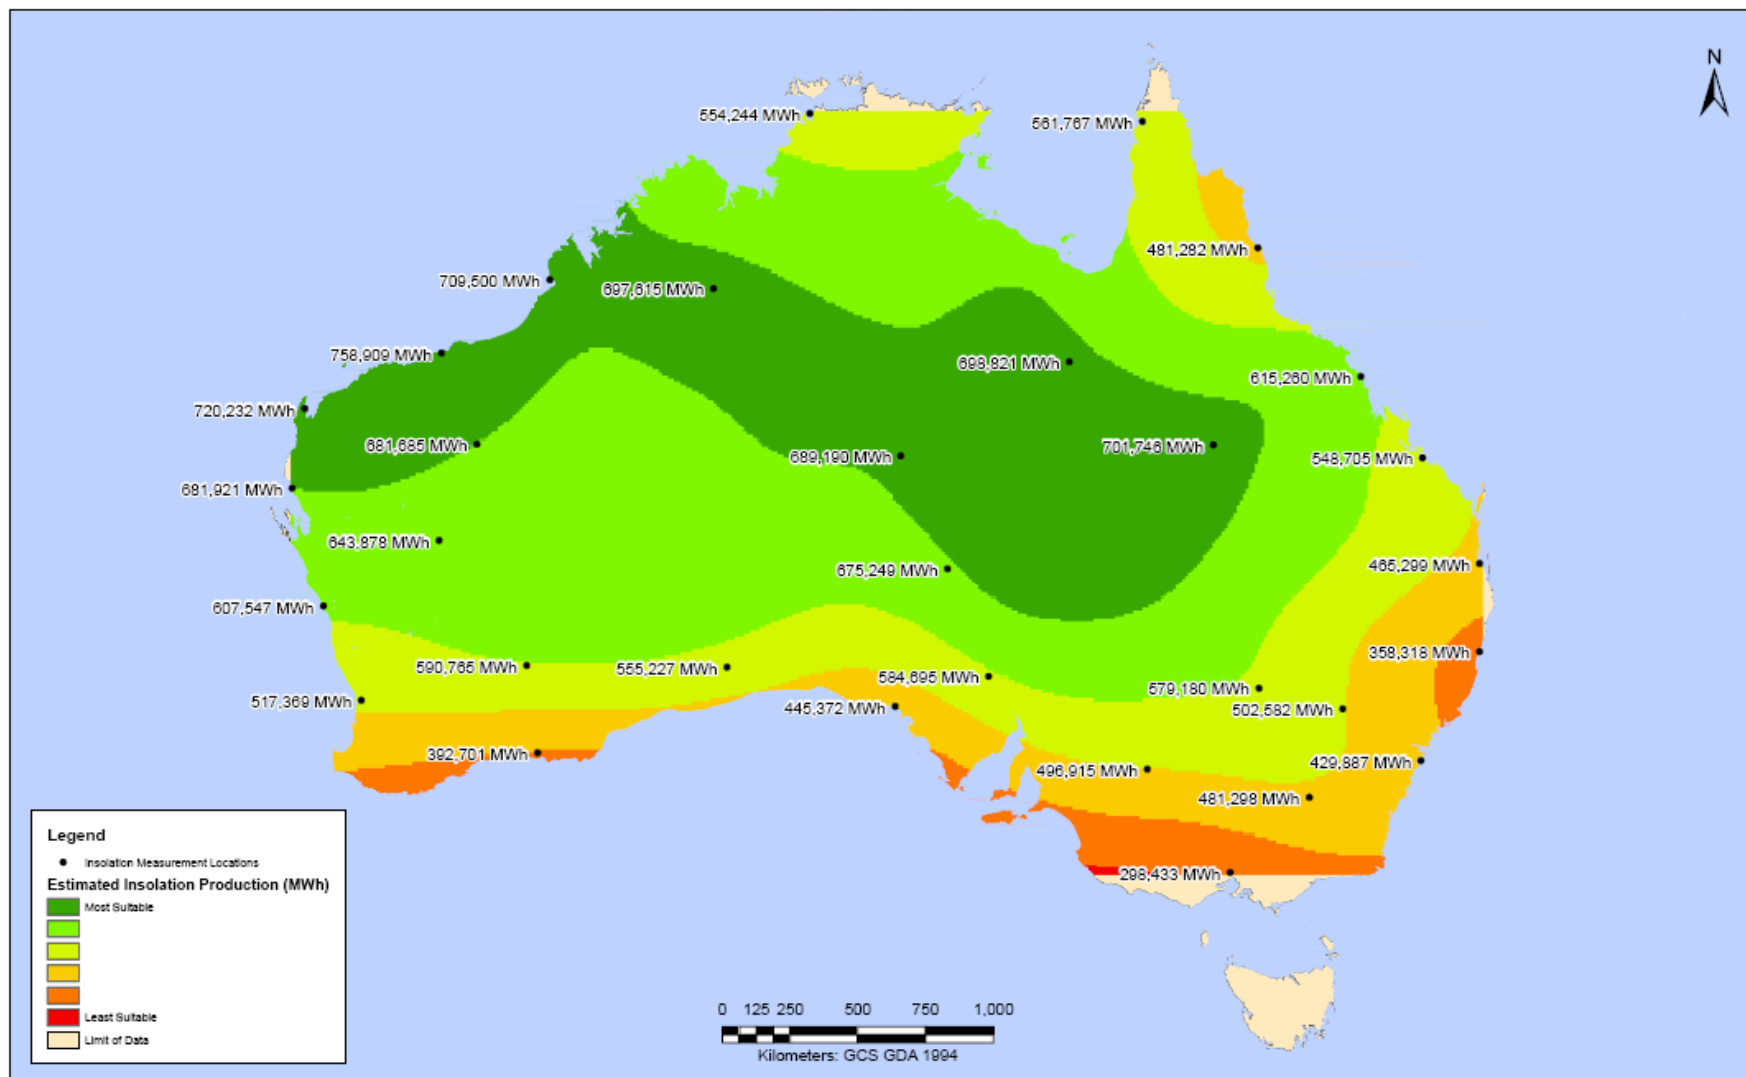 N
554,244 MWh
561,767 MWh
481,282 MWh
709,500 MWh
697,615 MWh
758,909 MWh
698,821 MWh
615,260 MWh
720,232 MWh
681,685 MWh
689,190 MWh
701,746 MWh
548,705 MWh
681,921 MWh
643,878 MWh
675,249 MWh
465,299 MWh
607,547 MWh
590,765 MWh
555,227 MWh
584,695 MWh
358,318 MWh
517,369 MWh
445,372 MWh
579,180 MWh
502,582 MWh
392,701 MWh
496,915 MWh
429,887 MWh
481,298 MWh
298,433 MWh
Legend
Insolation Measurement Locations
Estimated Insolation Production (MWh)
Most Suitable
Least Suitable
Limit of Data
0 125 250 500 750 1,000
Kilometers: GCS GDA 1994